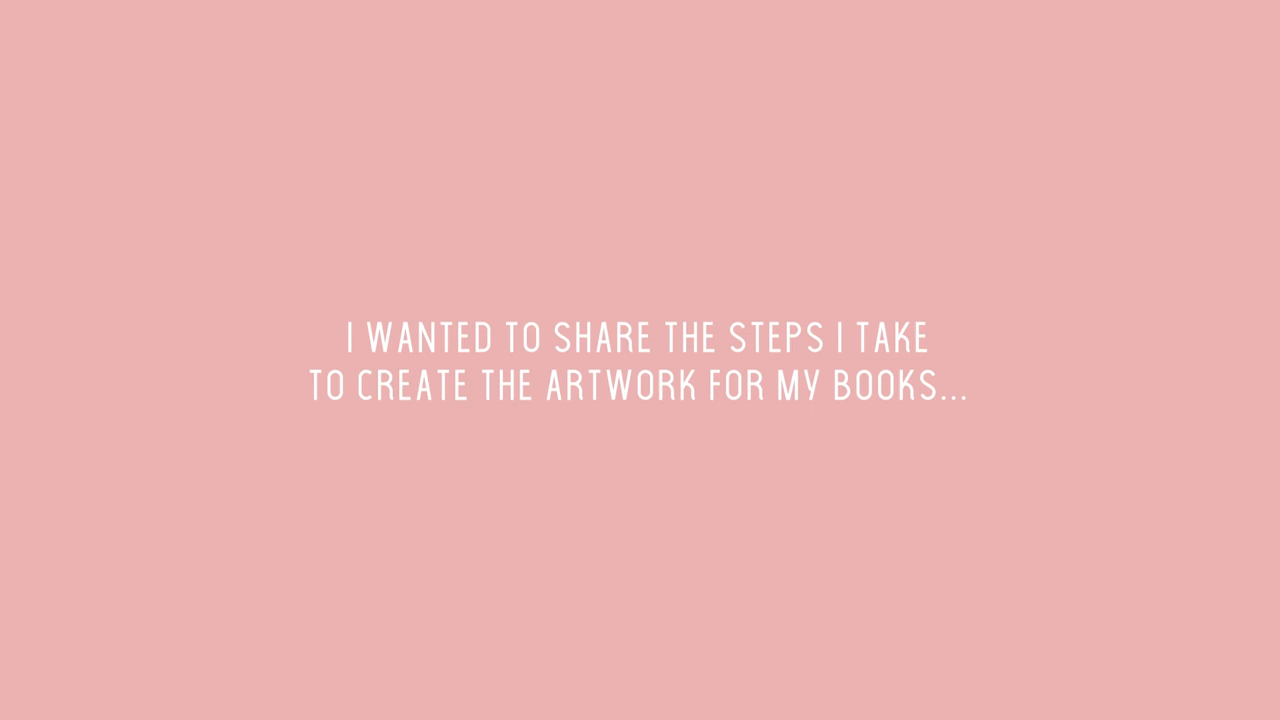 I WANTED TO SHARE THE STEPS I TAKE
TO CREATE THE ARTWORK FOR MY BOOKS...